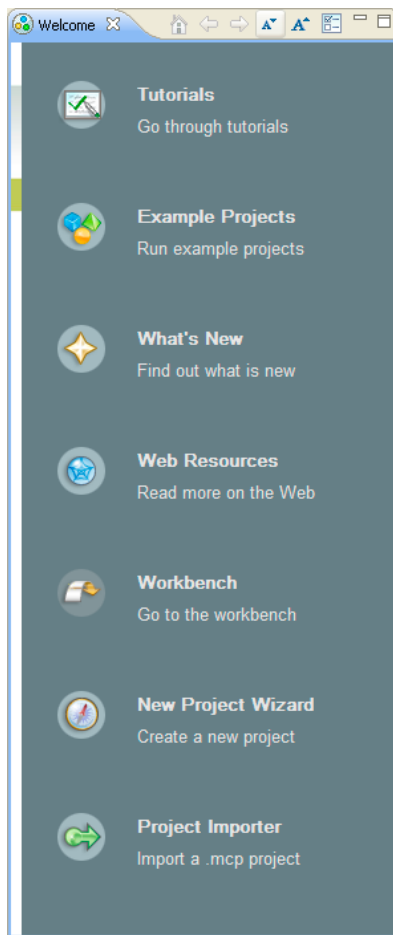 Welcome
Tutorials
Go through tutorials
Example Projects
Run example projects
What's New
Find out what is new
Web Resources
Read more on the Web
Workbench
Go to the workbench
New Project Wizard
Create a new project
Project Importer
Import a .mcp project